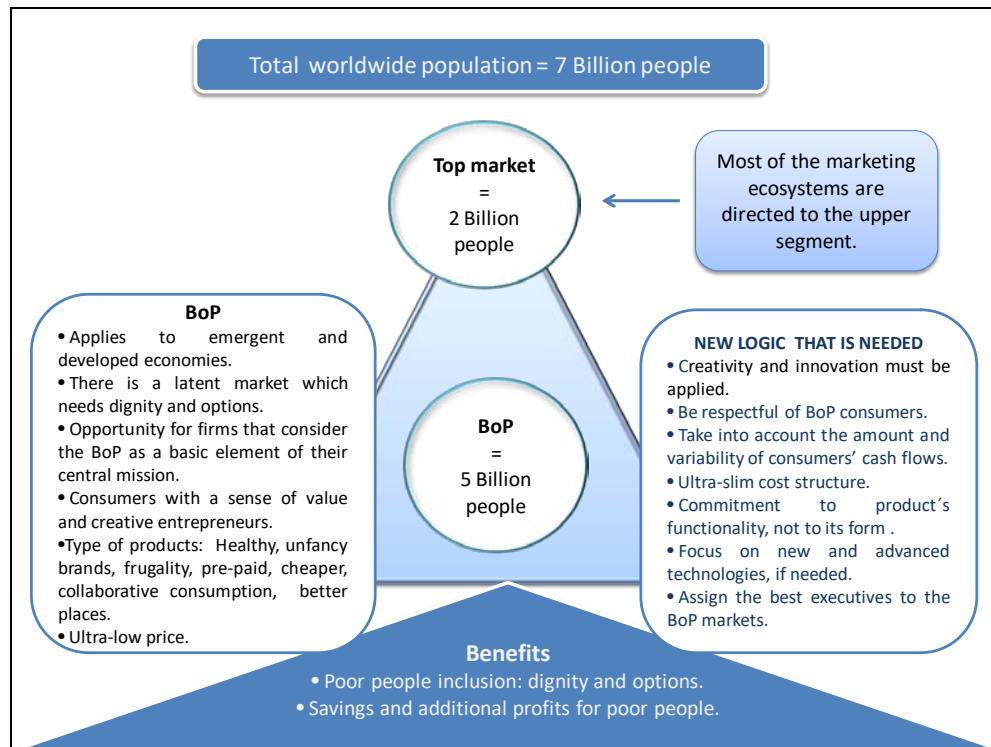 Total worldwide population = 7 Billion people
Top market
=
2 Billion
people
Most of the marketing
ecosystems are
directed to the upper
segment.
BoP
• Applies to emergent and
developed economies.
• There is a latent market which
needs dignity and options.
• Opportunity for firms that consider
the BoP as a basic element of their
central mission.
• Consumers with a sense of value
and creative entrepreneurs.
•Type of products: Healthy, unfancy
brands, frugality, pre-paid, cheaper,
collaborative consumption, better
places.
• Ultra-low price.
BoP
=
5 Billion
people
NEW LOGIC THAT IS NEEDED
• Creativity and innovation must be
applied.
• Be respectful of BoP consumers.
• Take into account the amount and
variability of consumers’ cash flows.
• Ultra-slim cost structure.
• Commitment to product´s
functionality, not to its form .
• Focus on new and advanced
technologies, if needed.
• Assign the best executives to the
BoP markets.
Benefits
• Poor people inclusion: dignity and options.
• Savings and additional profits for poor people.